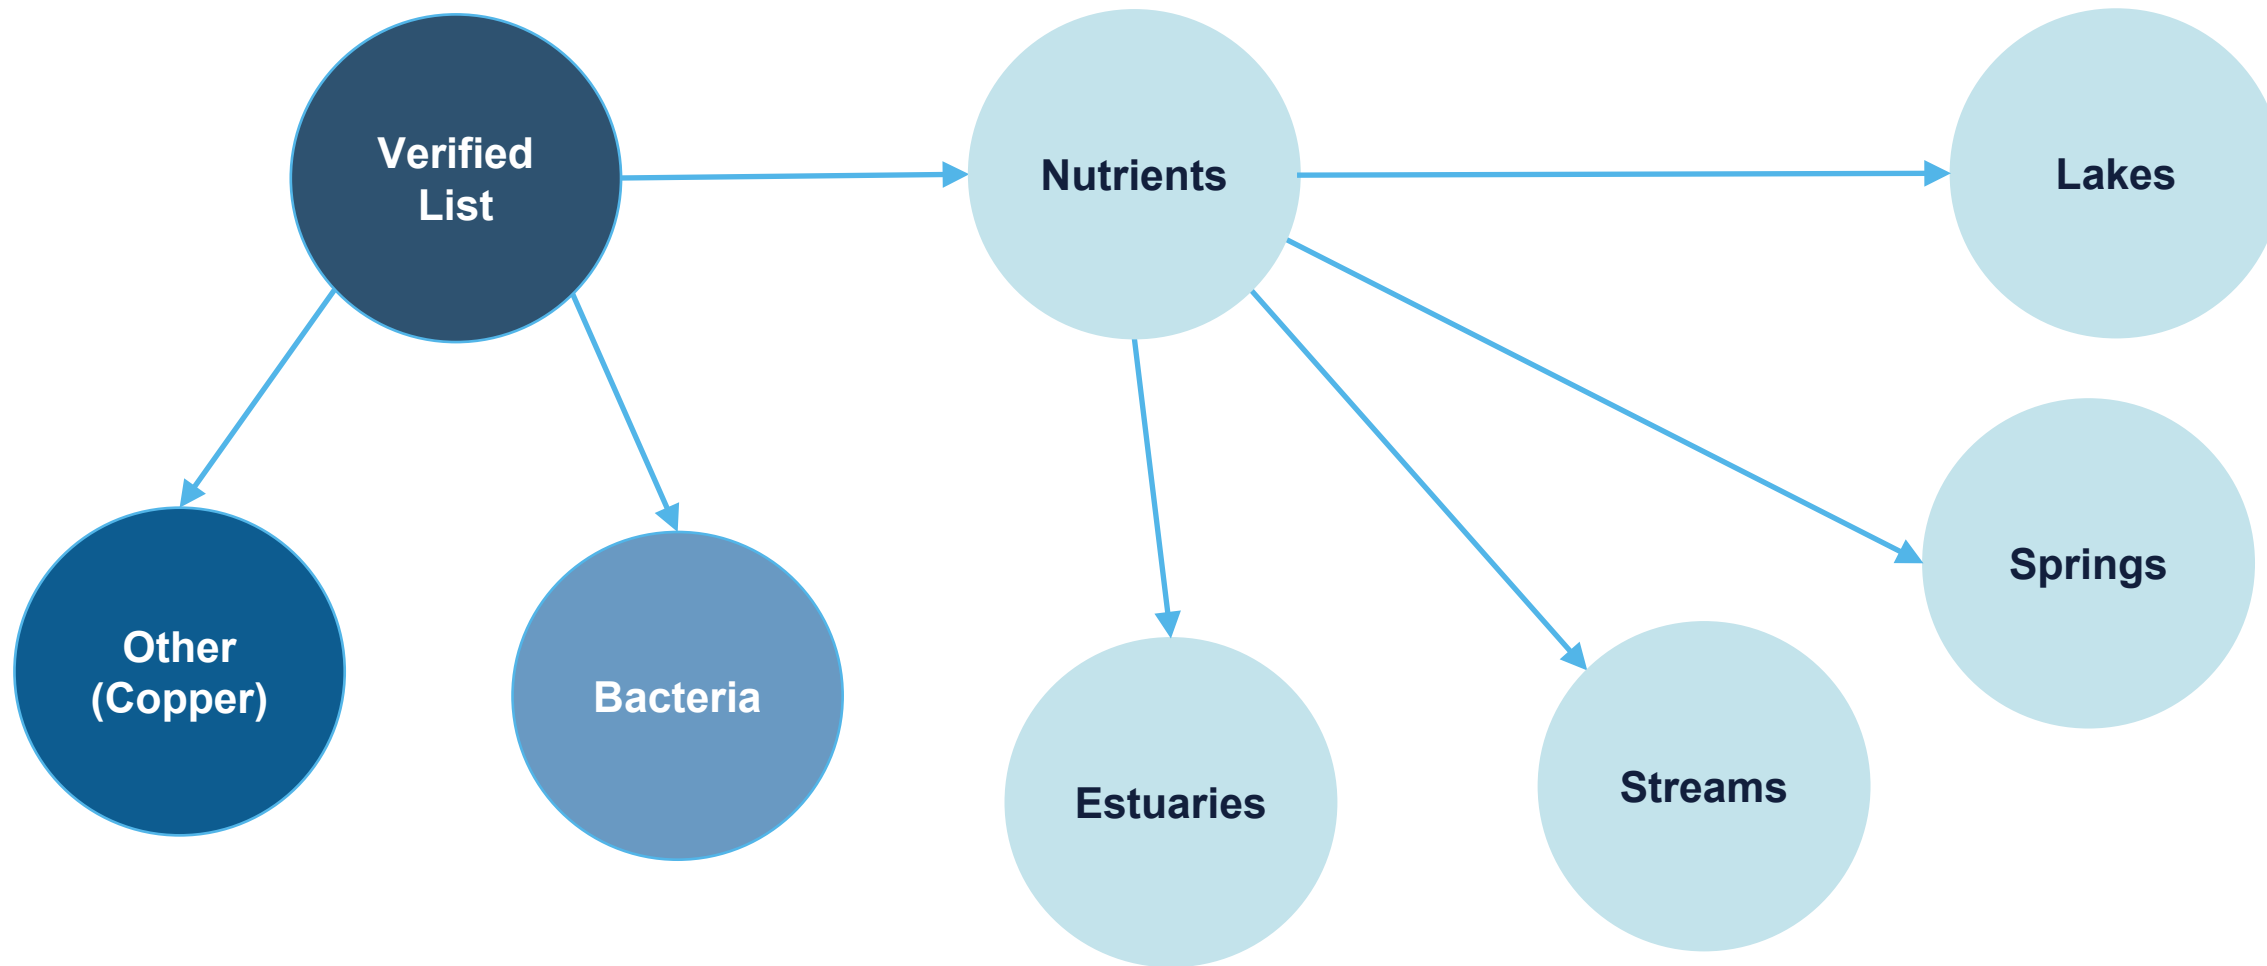 Verified
List
Nutrients
Lakes
Other
(Copper)
Bacteria
Estuaries
Streams
Springs